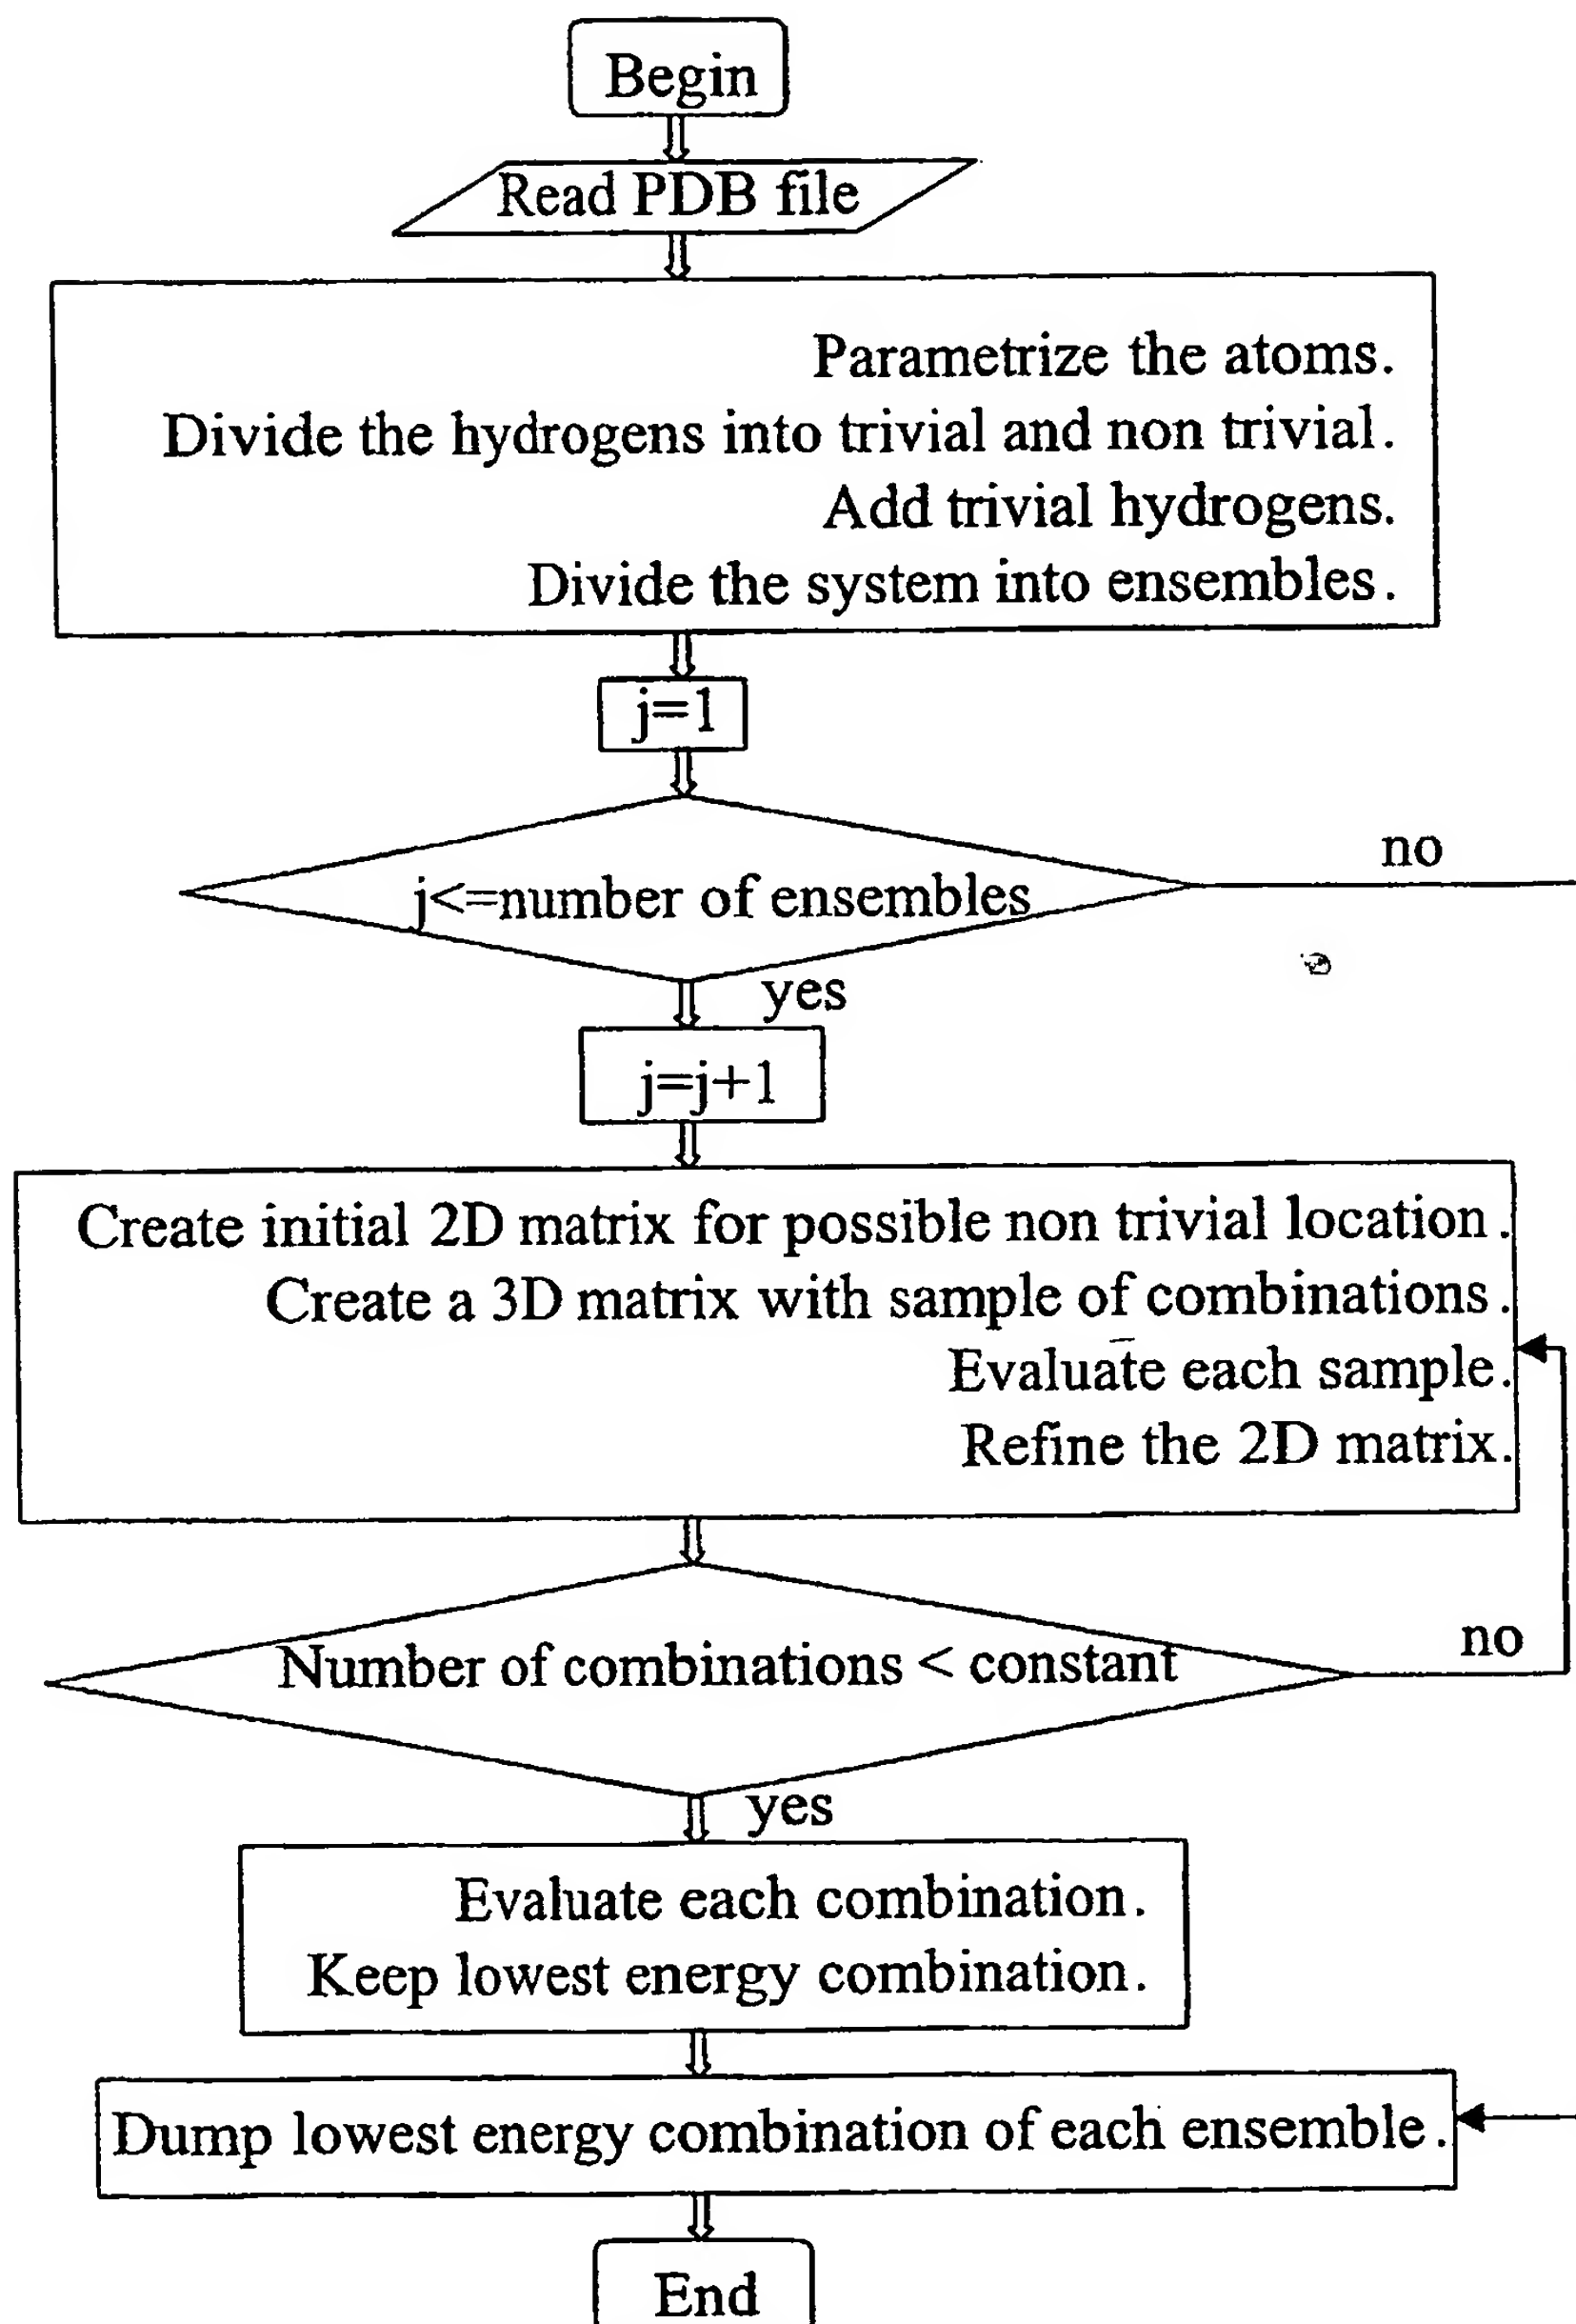 Begin
Read PDB file
Parametrize the atoms.
Divide the hydrogens into trivial and non trivial.
Add trivial hydrogens.
Divide the system into ensembles.
j=1
j<=number of ensembles
no
yes
j=j+1
Create initial 2D matrix for possible non trivial location.
Create a 3D matrix with sample of combinations.
Evaluate each sample.
Refine the 2D matrix.
Number of combinations < constant
no
yes
Evaluate each combination.
Keep lowest energy combination.
Dump lowest energy combination of each ensemble.
End